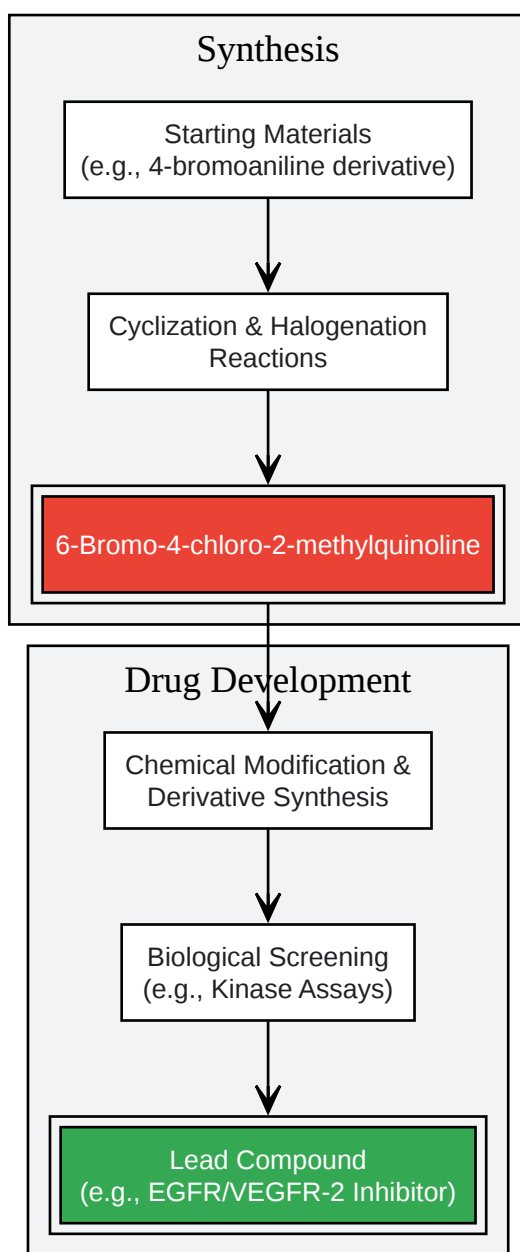 Synthesis
Starting Materials
(e.g., 4-bromoaniline derivative)
Cyclization & Halogenation
Reactions
6-Bromo-4-chloro-2-methylquinoline
Drug Development
Chemical Modification &
Derivative Synthesis
Biological Screening
(e.g., Kinase Assays)
Lead Compound
(e.g., EGFR/VEGFR-2 Inhibitor)